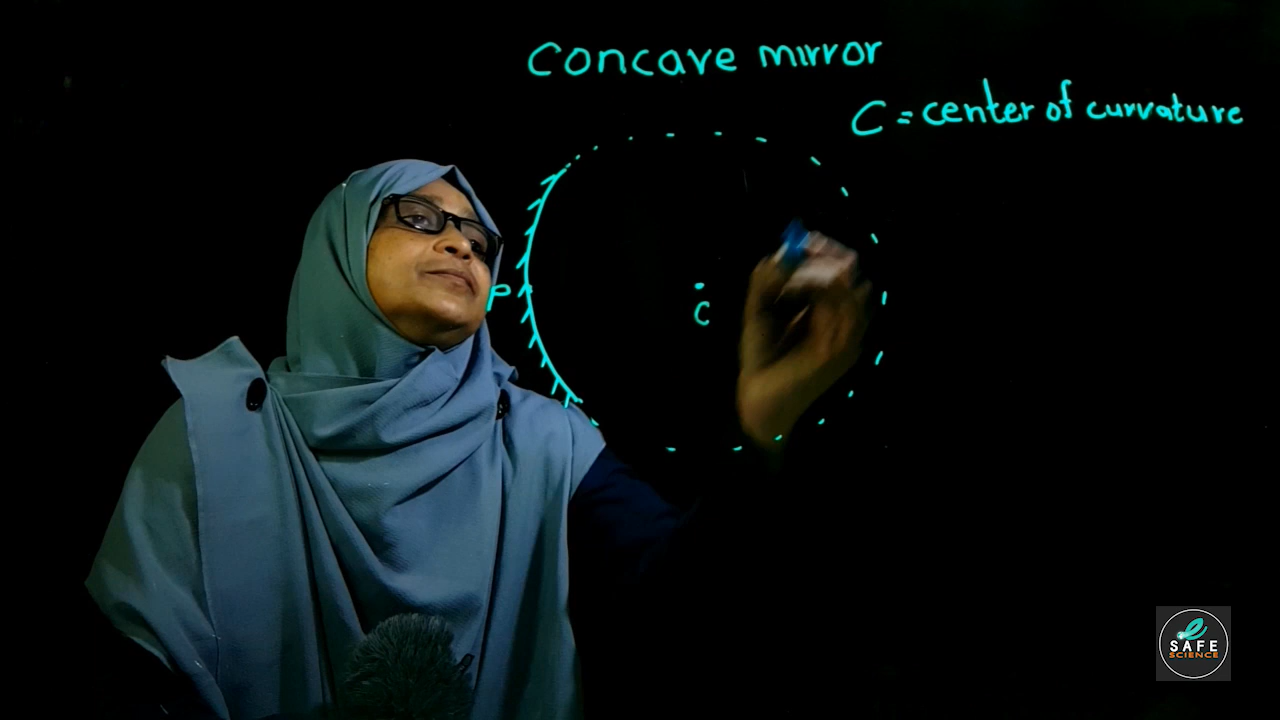 concave mirror
C = center of curvature
P
C
SAFE
SCIENCE